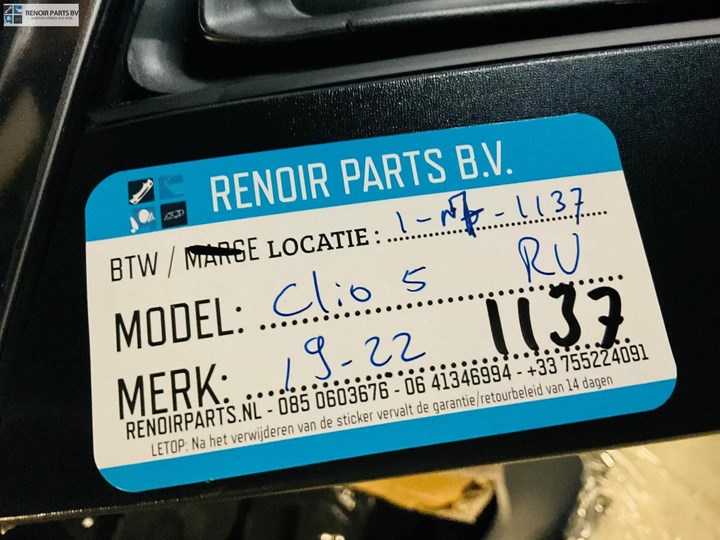 RENOIR PARTS BV
RENOIR PARTS B.V.
BTW / MARGE LOCATIE: 1- -1137
MODEL: Clio 5 RU
MERK: 19-22 1137
RENOIRPARTS.NL - 085 0603676 - 06 41346994 - +33 755224091
LETOP: Na het verwijderen van de sticker vervalt de garantie/retourbeleid van 14 dagen